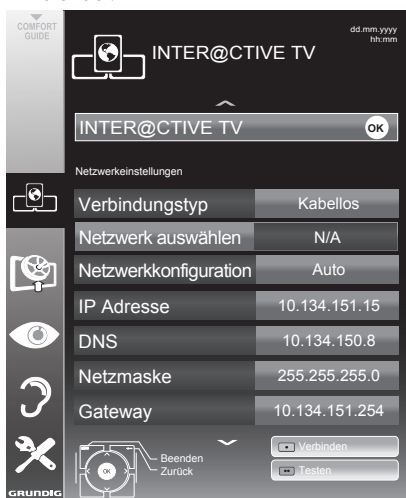 COMFORT
GUIDE
INTER@CTIVE TV
dd.mm.yyyy
hh:mm
INTER@CTIVE TV OK
Netzwerkeinstellungen
Verbindungstyp Kabellos
Netzwerk auswählen N/A
Netzwerkkonfiguration Auto
IP Adresse 10.134.151.15
DNS 10.134.150.8
Netzmaske 255.255.255.0
Gateway 10.134.151.254
OK
Beenden
Zurück
Verbinden
Testen
GRUNDIG